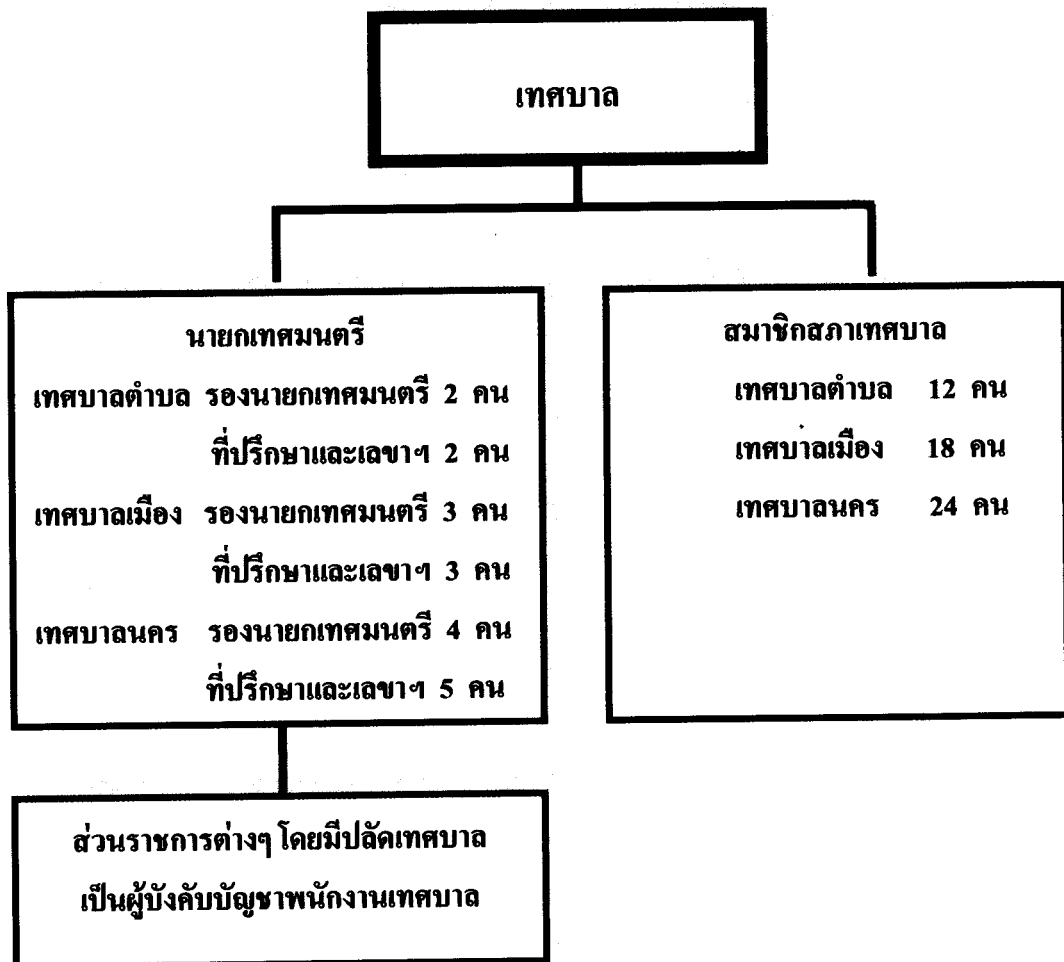 เทศบาล
นายกเทศมนตรี
เทศบาลตำบล รองนายกเทศมนตรี 2 คน
ที่ปรึกษาและเลขาฯ 2 คน
เทศบาลเมือง รองนายกเทศมนตรี 3 คน
ที่ปรึกษาและเลขาฯ 3 คน
เทศบาลนคร รองนายกเทศมนตรี 4 คน
ที่ปรึกษาและเลขาฯ 5 คน
สมาชิกสภาเทศบาล
เทศบาลตำบล 12 คน
เทศบาลเมือง 18 คน
เทศบาลนคร 24 คน
ส่วนราชการต่างๆ โดยมีปลัดเทศบาล
เป็นผู้บังคับบัญชาพนักงานเทศบาล